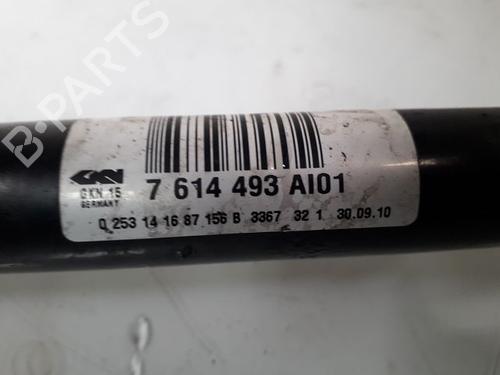 B-PARTS
GKN
GKN 15
GERMANY
7 614 493 AI01
0 253 14 16 87 156 B 3367 32 1 30.09.10